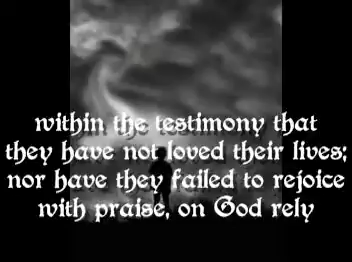 within the testimony that
they have not loved their lives;
nor have they failed to rejoice
with praise, on God rely